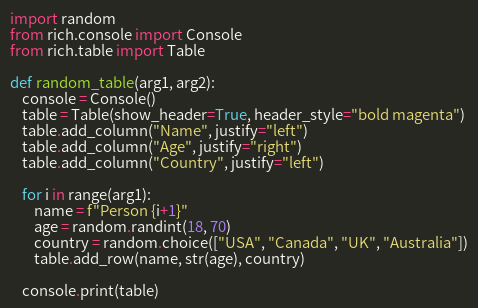 import random
from rich.console import Console
from rich.table import Table

def random_table(arg1, arg2):
    console = Console()
    table = Table(show_header=True, header_style="bold magenta")
    table.add_column("Name", justify="left")
    table.add_column("Age", justify="right")
    table.add_column("Country", justify="left")

    for i in range(arg1):
        name = f"Person {i+1}"
        age = random.randint(18, 70)
        country = random.choice(["USA", "Canada", "UK", "Australia"])
        table.add_row(name, str(age), country)

    console.print(table)